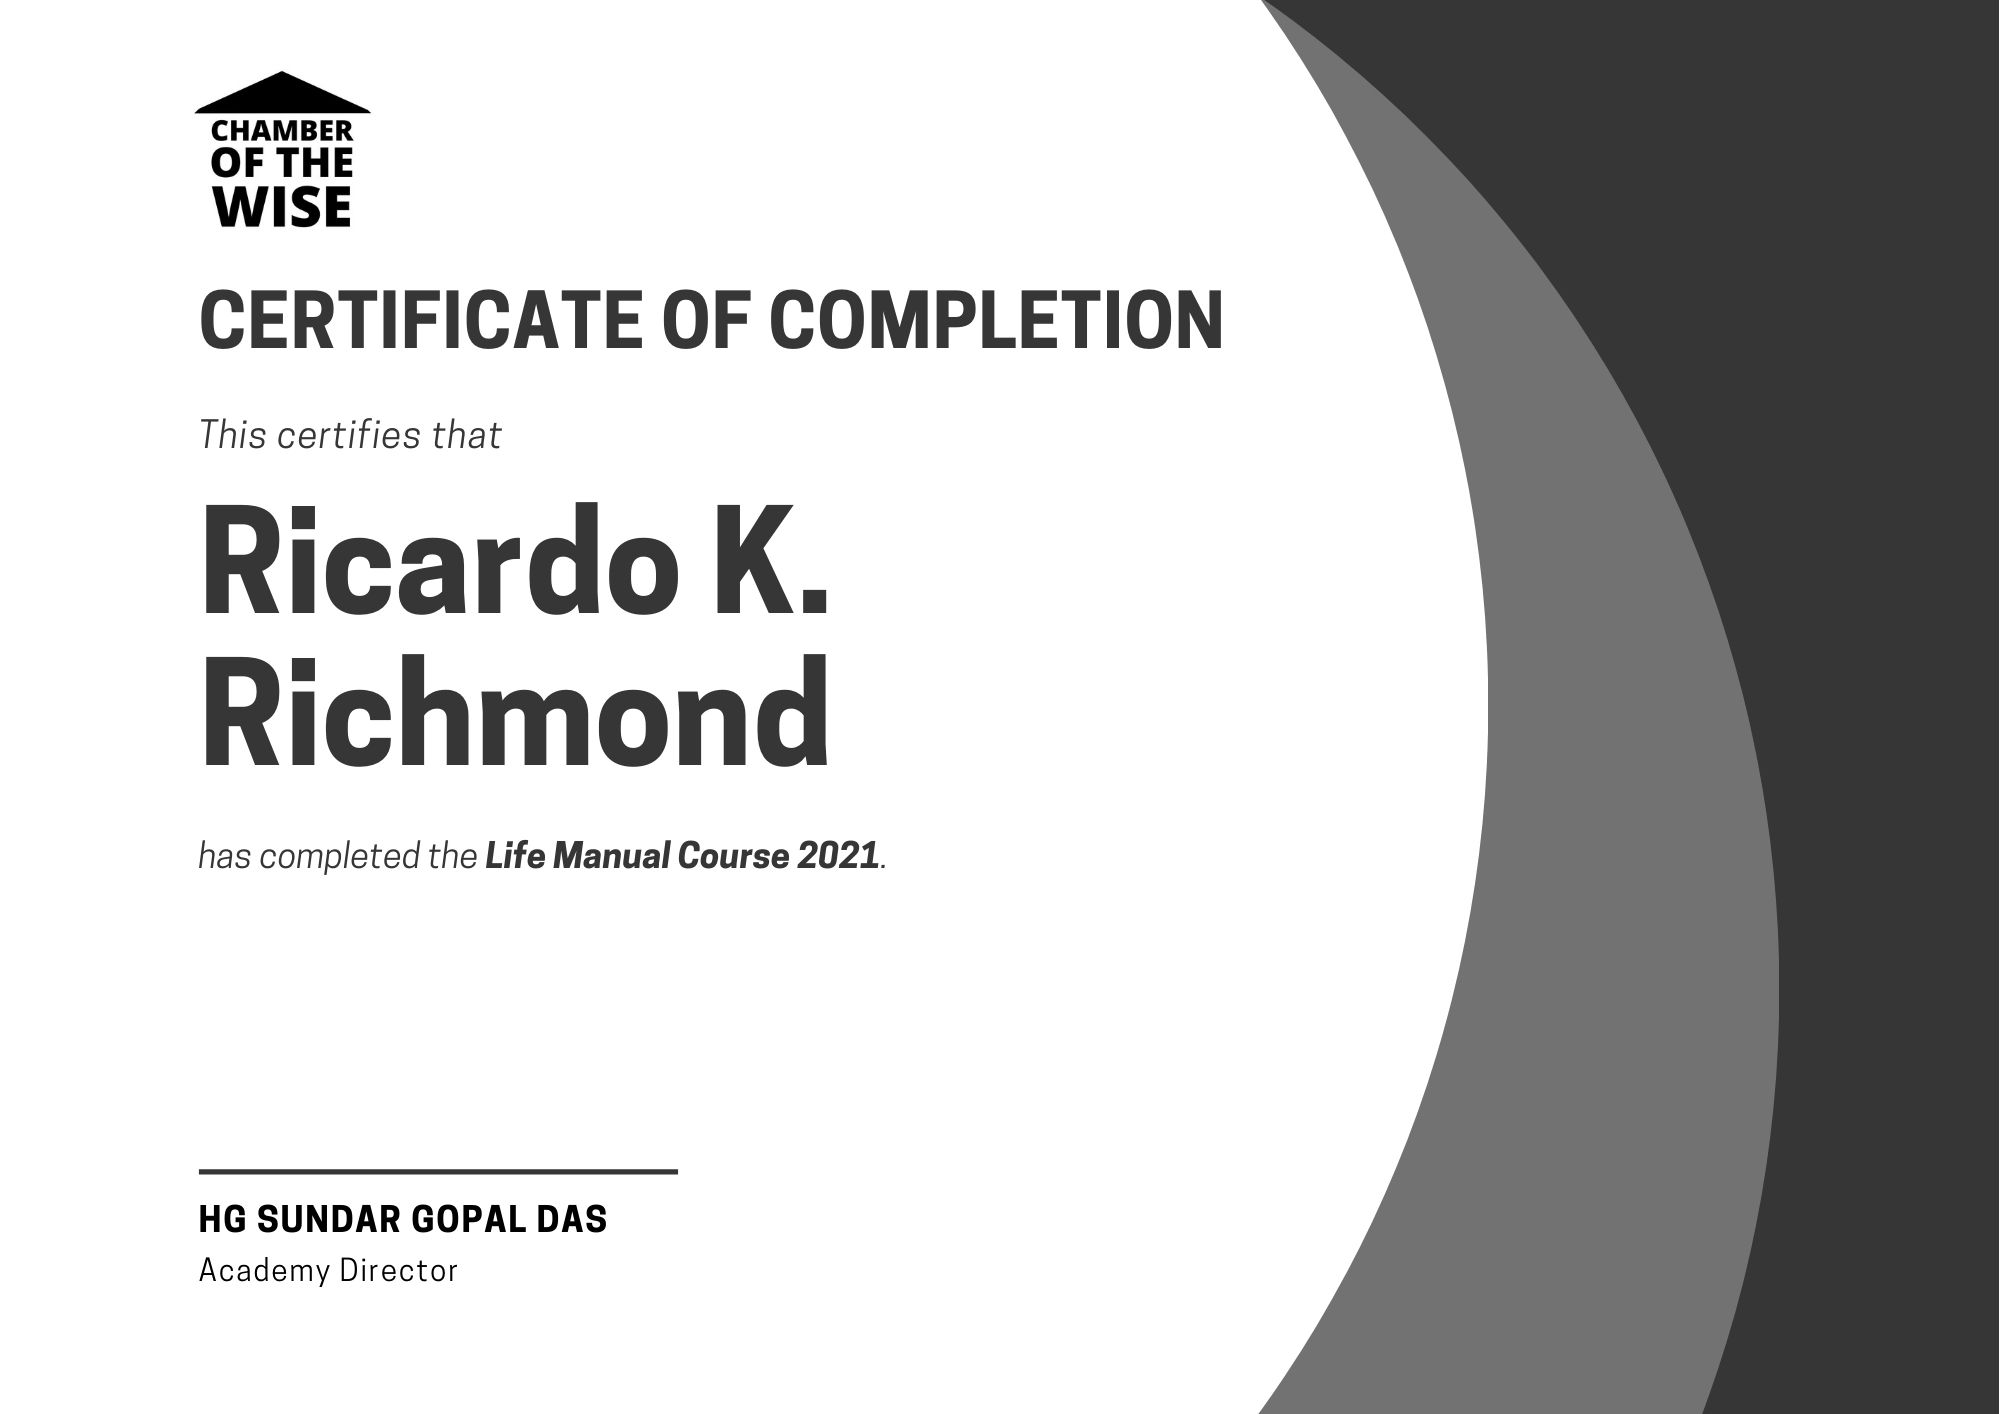 CHAMBER
OF THE
WISE
CERTIFICATE OF COMPLETION
This certifies that
Ricardo K.
Richmond
has completed the Life Manual Course 2021.
HG SUNDAR GOPAL DAS
Academy Director